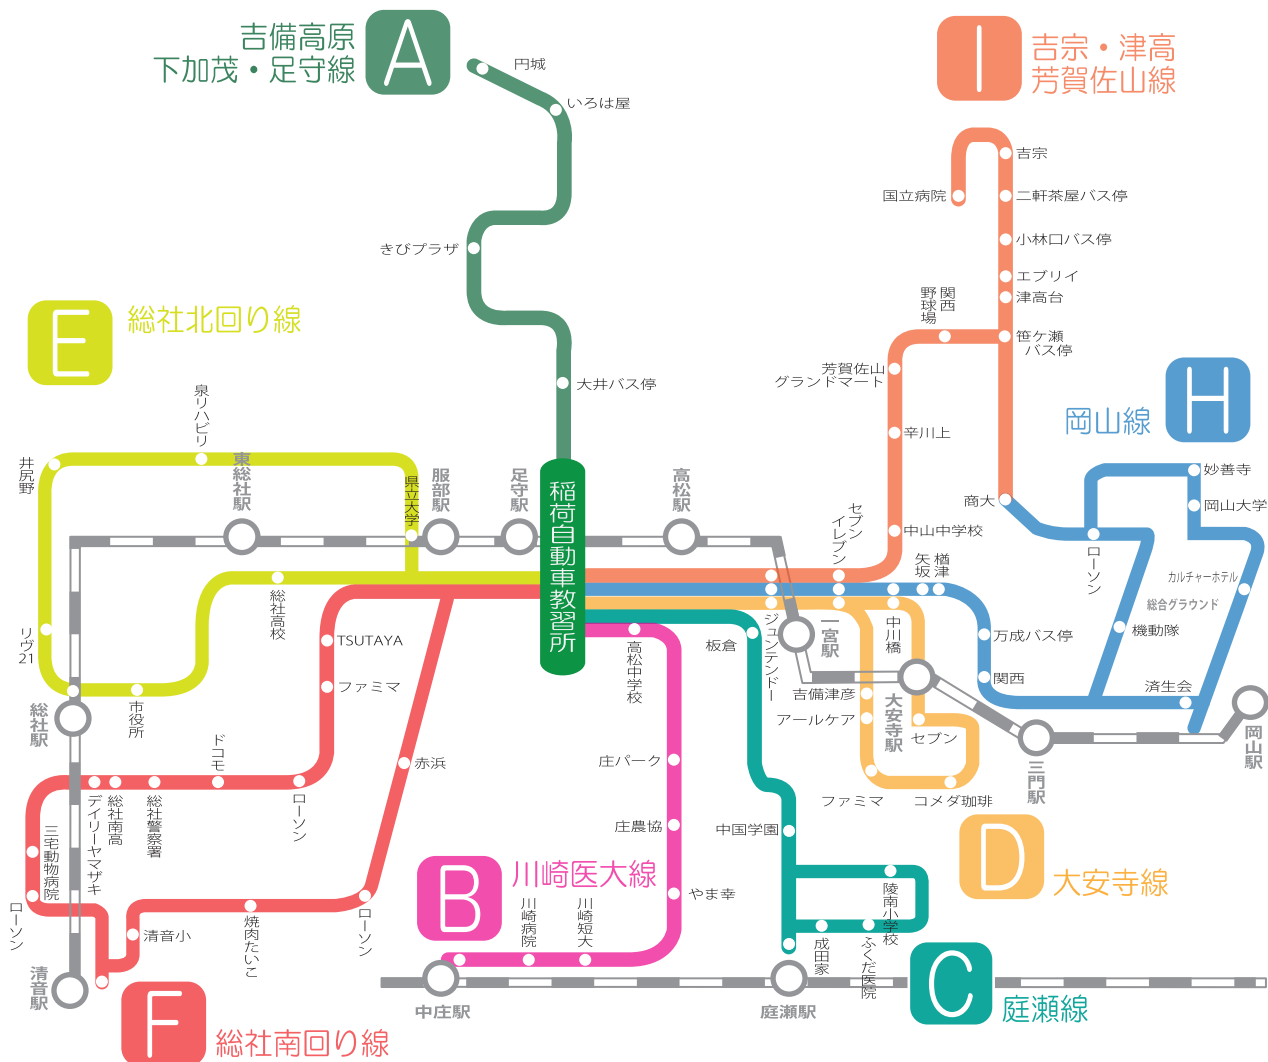 A
吉備高原
下加茂・足守線
円城
いろは屋
きびプラザ
大井バス停
I
吉宗・津高
芳賀佐山線
吉宗
国立病院
二軒茶屋バス停
小林口バス停
エブリイ
津高台
笹ケ瀬
バス停
関西
野球場
芳賀佐山
グランドマート
辛川上
中山中学校
商大
E
総社北回り線
泉リハビリ
井尻野
県立大学
総社高校
リヴ
21
市役所
H
岡山線
妙善寺
岡山大学
ローソン
カルチャーホテル
総合グラウンド
機動隊
済生会
東総社駅
服部駅
足守駅
高松駅
稲荷自動車教習所
セブン
イレブン
楢津
矢坂
万成バス停
関西
中川橋
ジュンテンドー
一宮駅
吉備津彦
アールケア
大安寺駅
セブン
ファミマ
コメダ珈琲
三門駅
岡山駅
D
大安寺線
板倉
中国学園
陵南小学校
成田家
ふくだ医院
C
庭瀬線
庭瀬駅
高松中学校
庄パーク
庄農協
やま幸
B
川崎医大線
川崎病院
川崎短大
中庄駅
TSUTAYA
ファミマ
総社駅
ドコモ
ローソン
デイリーヤマザキ
総社南高
総社警察署
三宅動物病院
ローソン
赤浜
ローソン
焼肉たいこ
清音小
清音駅
F
総社南回り線